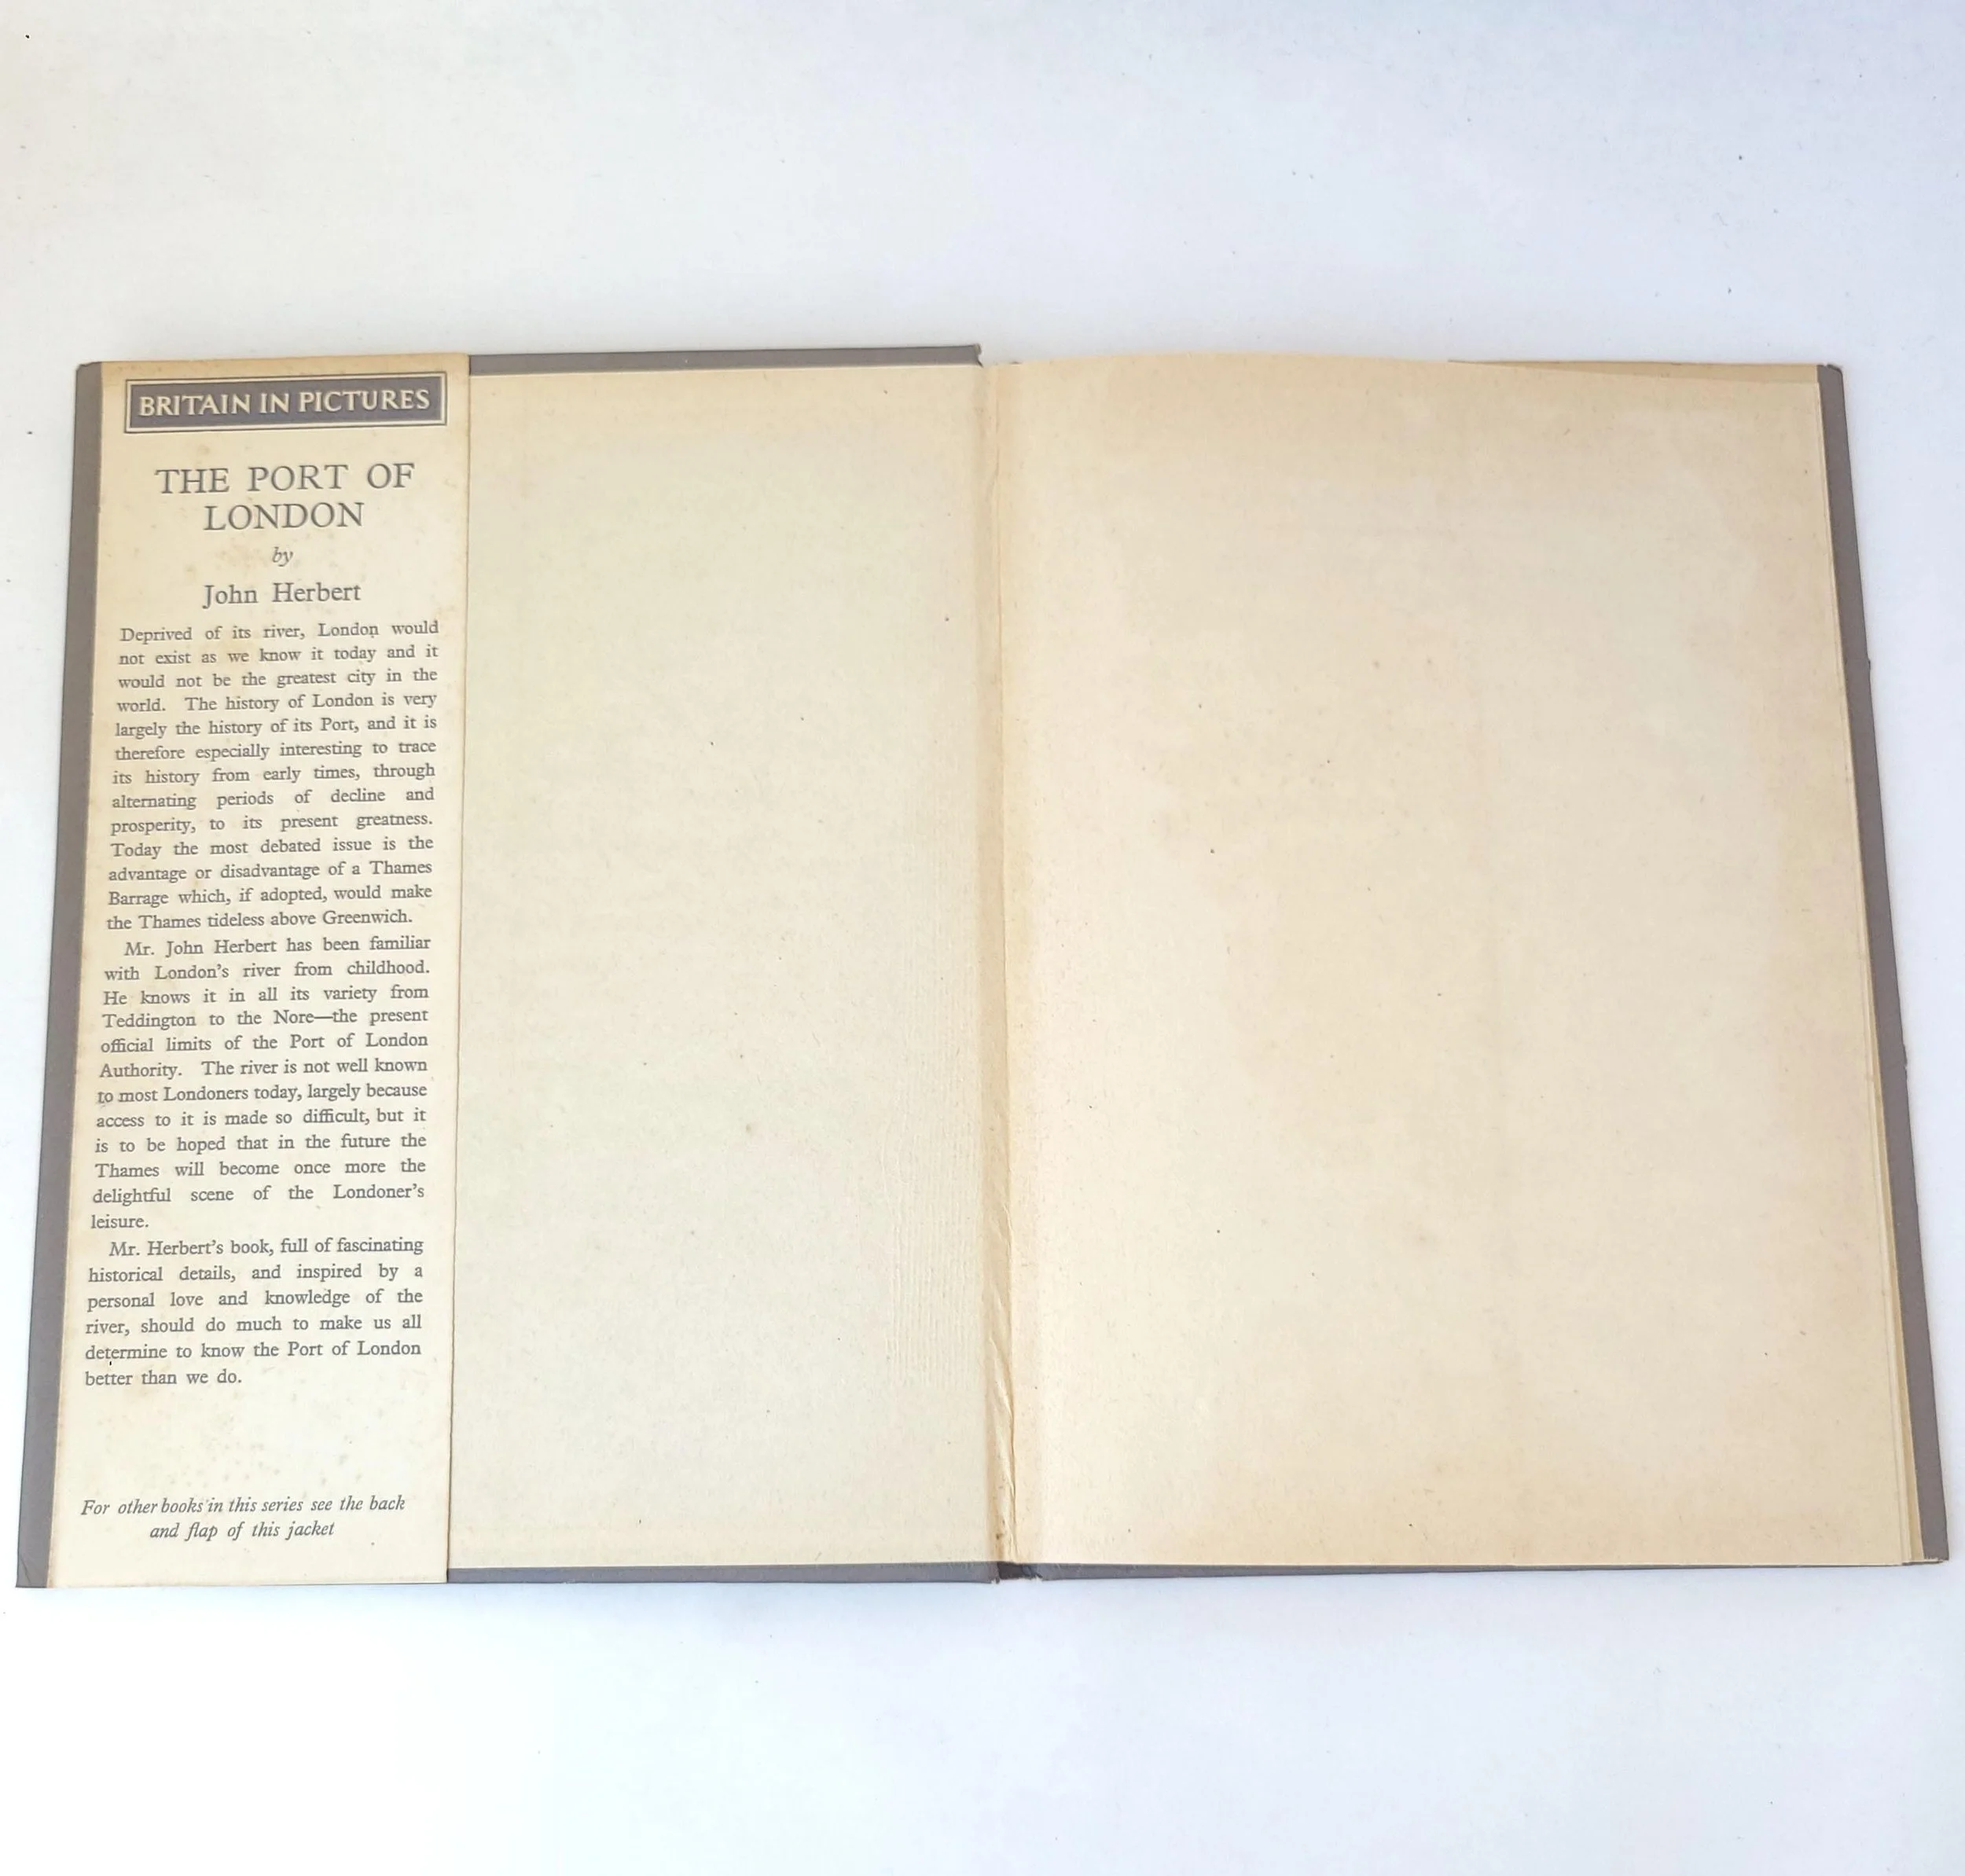 BRITAIN IN PICTURES
THE PORT OF
LONDON
by
John Herbert
Deprived of its river, London would
not exist as we know it today and it
would not be the greatest city in the
world. The history of London is very
largely the history of its Port, and it is
therefore especially interesting to trace
its history from early times, through
alternating periods of decline and
prosperity, to its present greatness.
Today the most debated issue is the
advantage or disadvantage of a Thames
Barrage which, if adopted, would make
the Thames tideless above Greenwich.
Mr. John Herbert has been familiar
with London's river from childhood.
He knows it in all its variety from
Teddington to the Nore—the present
official limits of the Port of London
Authority. The river is not well known
to most Londoners today, largely because
access to it is made so difficult, but it
is to be hoped that in the future the
Thames will become once more the
delightful scene of the Londoner's
leisure.
Mr. Herbert's book, full of fascinating
historical details, and inspired by a
personal love and knowledge of the
river, should do much to make us all
determine to know the Port of London
better than we do.
For other books in this series see the back
and flap of this jacket